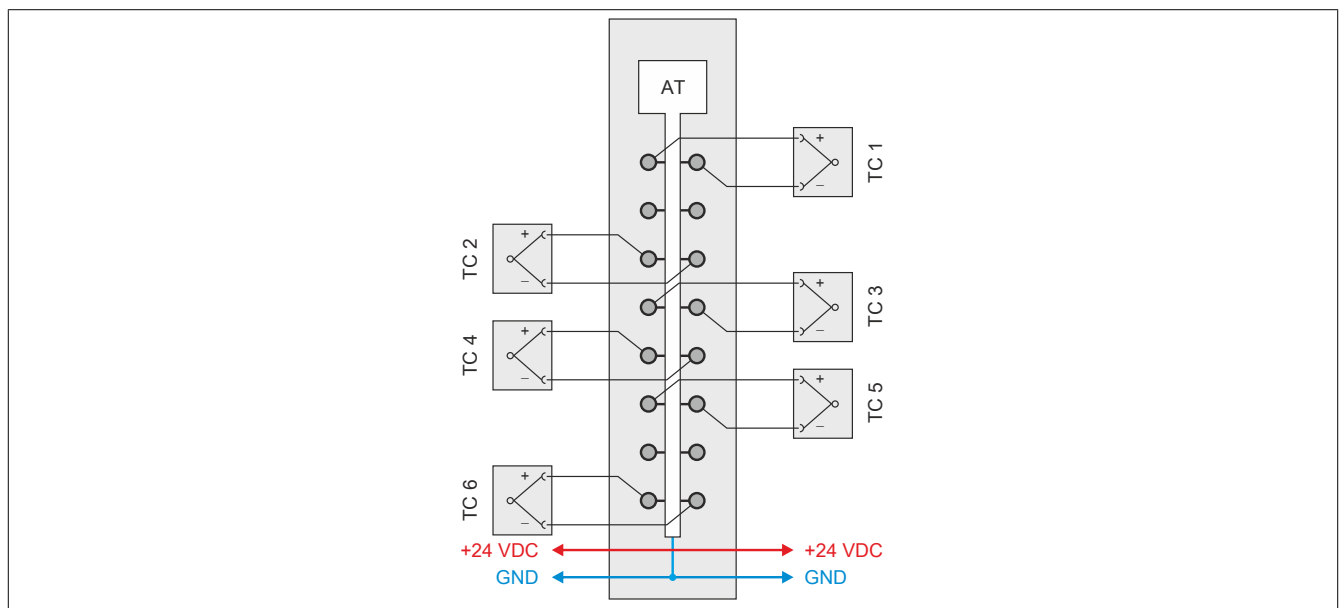 AT
+
−
TC 1
TC 2
+
−
+
−
TC 3
TC 4
+
−
+
−
TC 5
TC 6
+
−
+24 VDC
+24 VDC
GND
GND